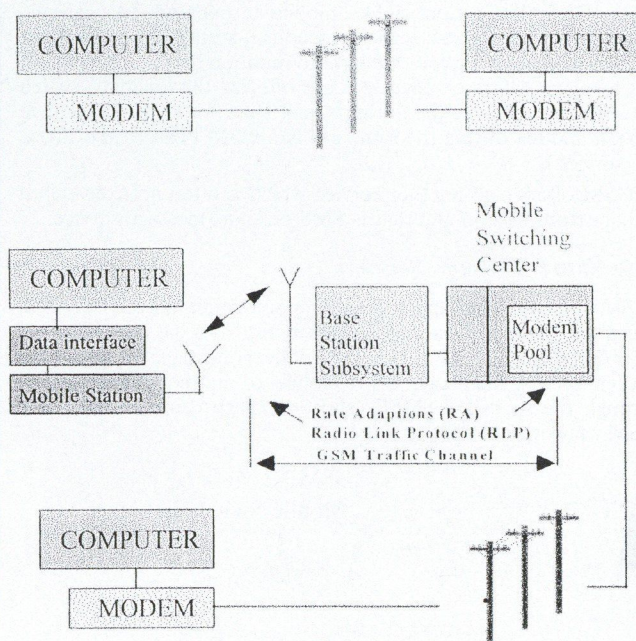 COMPUTER
COMPUTER
MODEM
MODEM
Mobile
Switching
Center
COMPUTER
Data interface
Mobile Station
Base
Station
Subsystem
Modem
Pool
Rate Adaptions (RA)
Radio Link Protocol (RLP)
GSM Traffic Channel
COMPUTER
MODEM